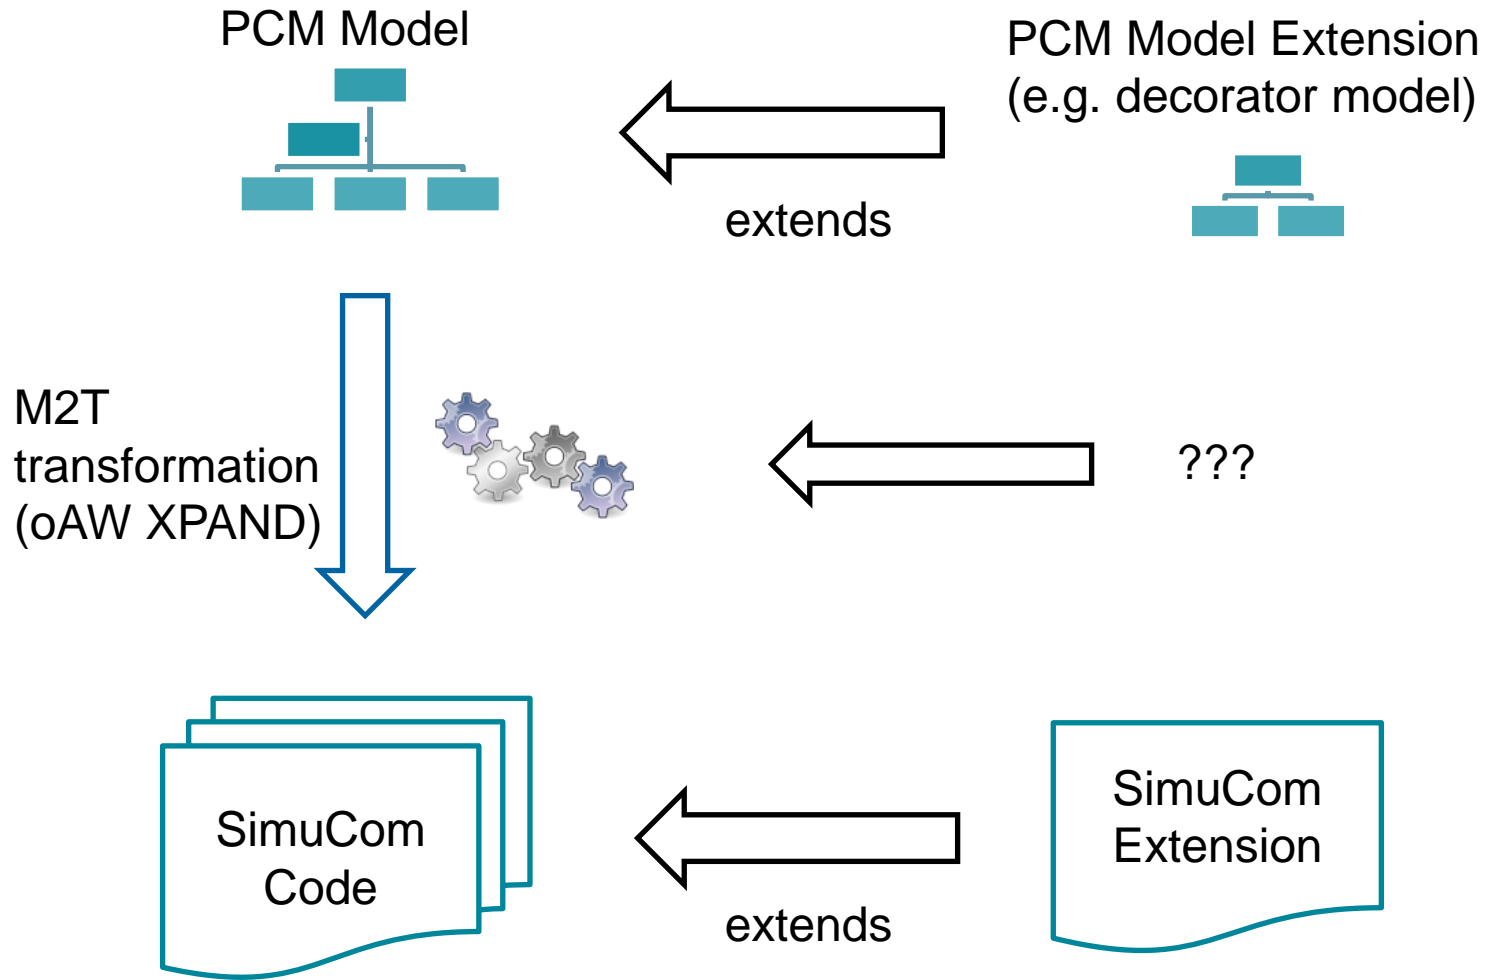 PCM Model
PCM Model Extension
(e.g. decorator model)
extends
M2T
transformation
(oAW XPAND)
???
SimuCom
Code
extends
SimuCom
Extension